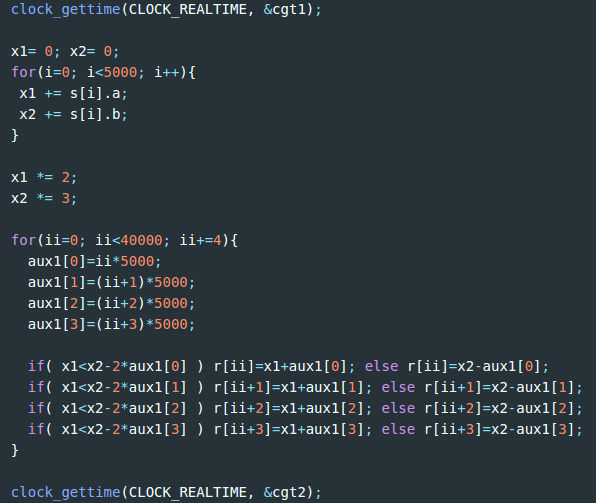 clock_gettime(CLOCK_REALTIME, &cgt1);

x1= 0; x2= 0;
for(i=0; i<5000; i++){
 x1 += s[i].a;
 x2 += s[i].b;
}

x1 *= 2;
x2 *= 3;

for(ii=0; ii<40000; ii+=4){
  aux1[0]=ii*5000;
  aux1[1]=(ii+1)*5000;
  aux1[2]=(ii+2)*5000;
  aux1[3]=(ii+3)*5000;

  if( x1<x2-2*aux1[0] ) r[ii]=x1+aux1[0]; else r[ii]=x2-aux1[0];
  if( x1<x2-2*aux1[1] ) r[ii+1]=x1+aux1[1]; else r[ii+1]=x2-aux1[1];
  if( x1<x2-2*aux1[2] ) r[ii+2]=x1+aux1[2]; else r[ii+2]=x2-aux1[2];
  if( x1<x2-2*aux1[3] ) r[ii+3]=x1+aux1[3]; else r[ii+3]=x2-aux1[3];
}

clock_gettime(CLOCK_REALTIME, &cgt2);